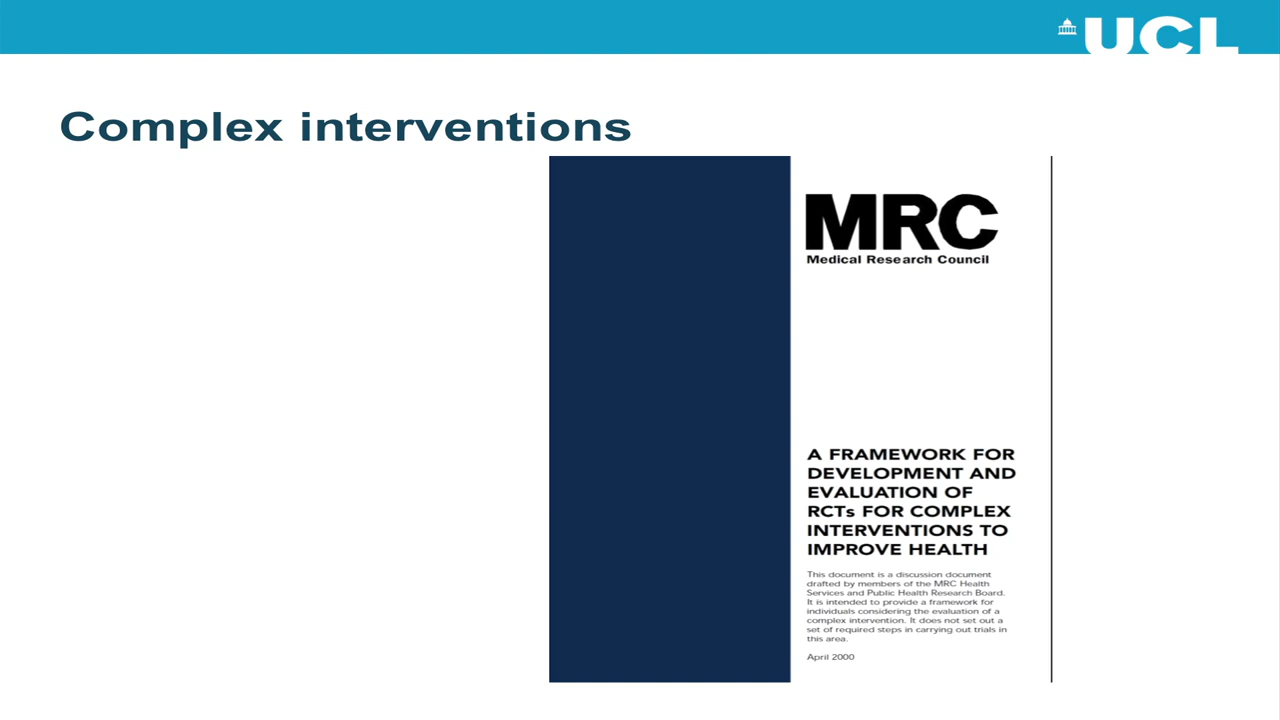 UCL
Complex interventions
MRC
Medical Research Council
A FRAMEWORK FOR
DEVELOPMENT AND
EVALUATION OF
RCTs FOR COMPLEX
INTERVENTIONS TO
IMPROVE HEALTH
This document is a discussion document
drafted by members of the MRC Health
Services and Public Health Research Board.
It is intended to provide a framework for
individuals considering the evaluation of a
complex intervention. It does not set out a
set of required steps in carrying out trials in
this area.
April 2000